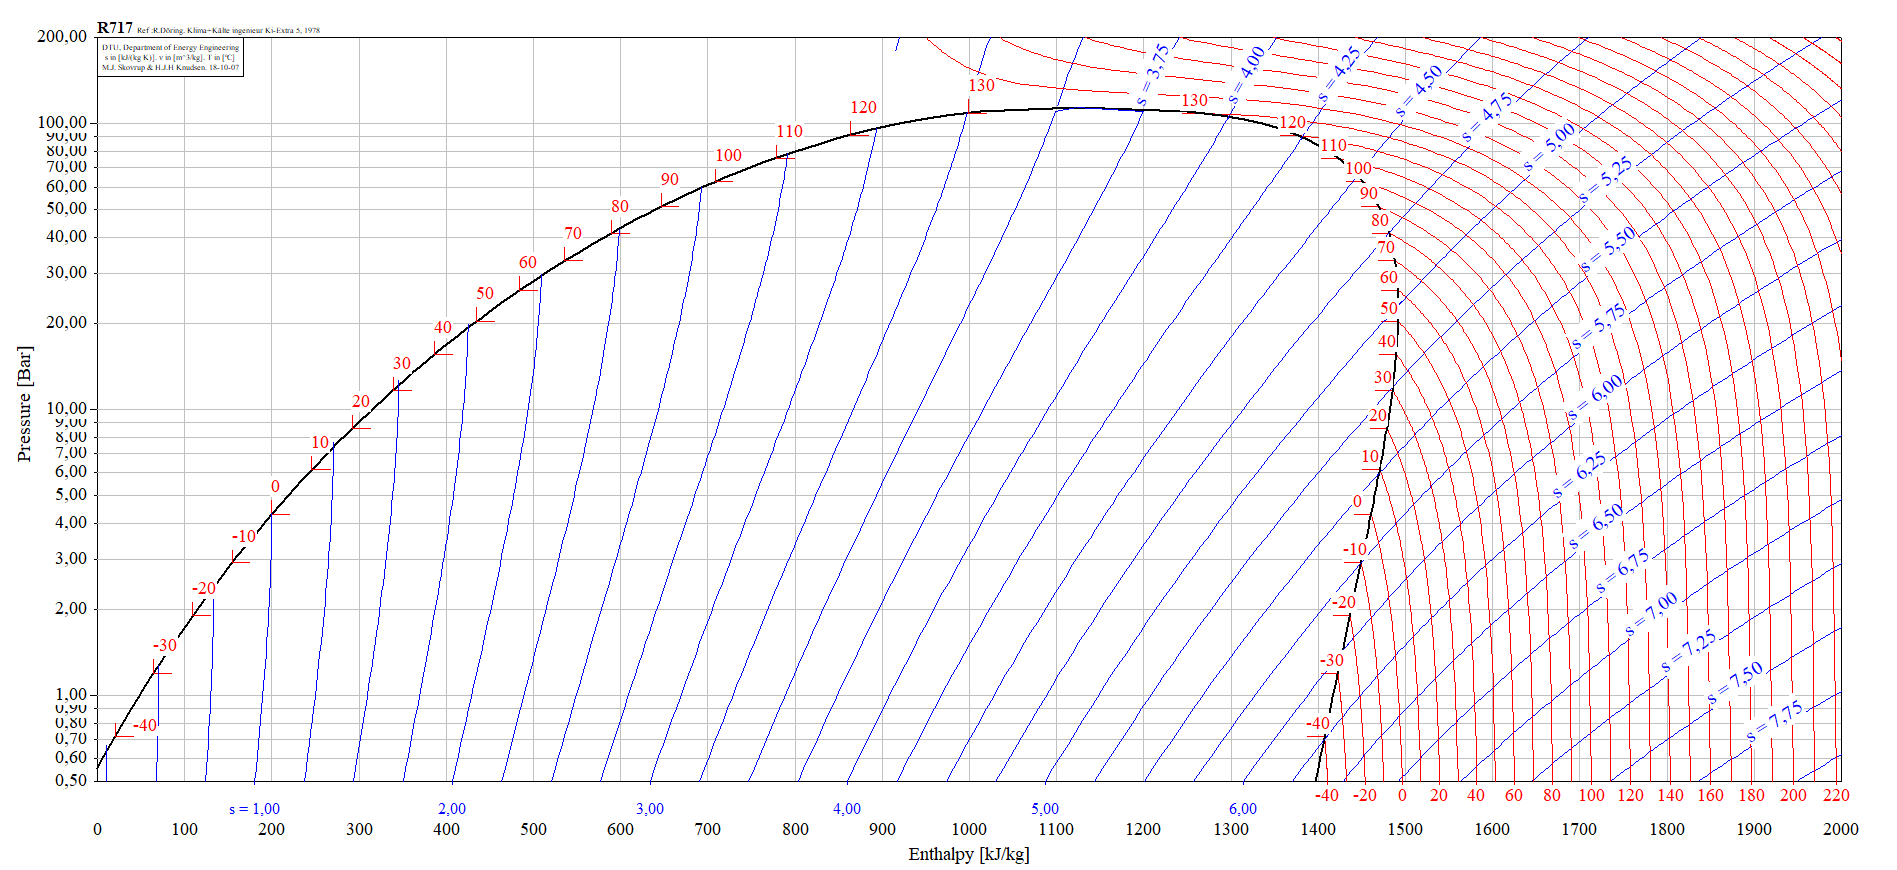 R717 Ref :R.Döring. Klima+Kälte ingenieur Ki-Extra 5, 1978
DTU, Department of Energy Engineering
s in [kJ/(kg K)]. v in [m^3/kg]. T in [ºC]
M.J. Skovrup & H.J.H Knudsen. 18-10-07
Pressure [Bar]
200,00
100,00
90,00
80,00
70,00
60,00
50,00
40,00
30,00
20,00
10,00
9,00
8,00
7,00
6,00
5,00
4,00
3,00
2,00
1,00
0,90
0,80
0,70
0,60
0,50
-40
-30
-20
-10
0
10
20
30
40
50
60
70
80
90
100
110
120
130
130
120
110
100
90
80
70
60
50
40
30
20
10
0
-10
-20
-30
-40
s = 3,75
s = 4,00
s = 4,25
s = 4,50
s = 4,75
s = 5,00
s = 5,25
s = 5,50
s = 5,75
s = 6,00
s = 6,25
s = 6,50
s = 6,75
s = 7,00
s = 7,25
s = 7,50
s = 7,75
-40 -20 0 20 40 60 80 100 120 140 160 180 200 220
s = 1,00 2,00 3,00 4,00 5,00 6,00
0 100 200 300 400 500 600 700 800 900 1000 1100 1200 1300 1400 1500 1600 1700 1800 1900 2000
Enthalpy [kJ/kg]